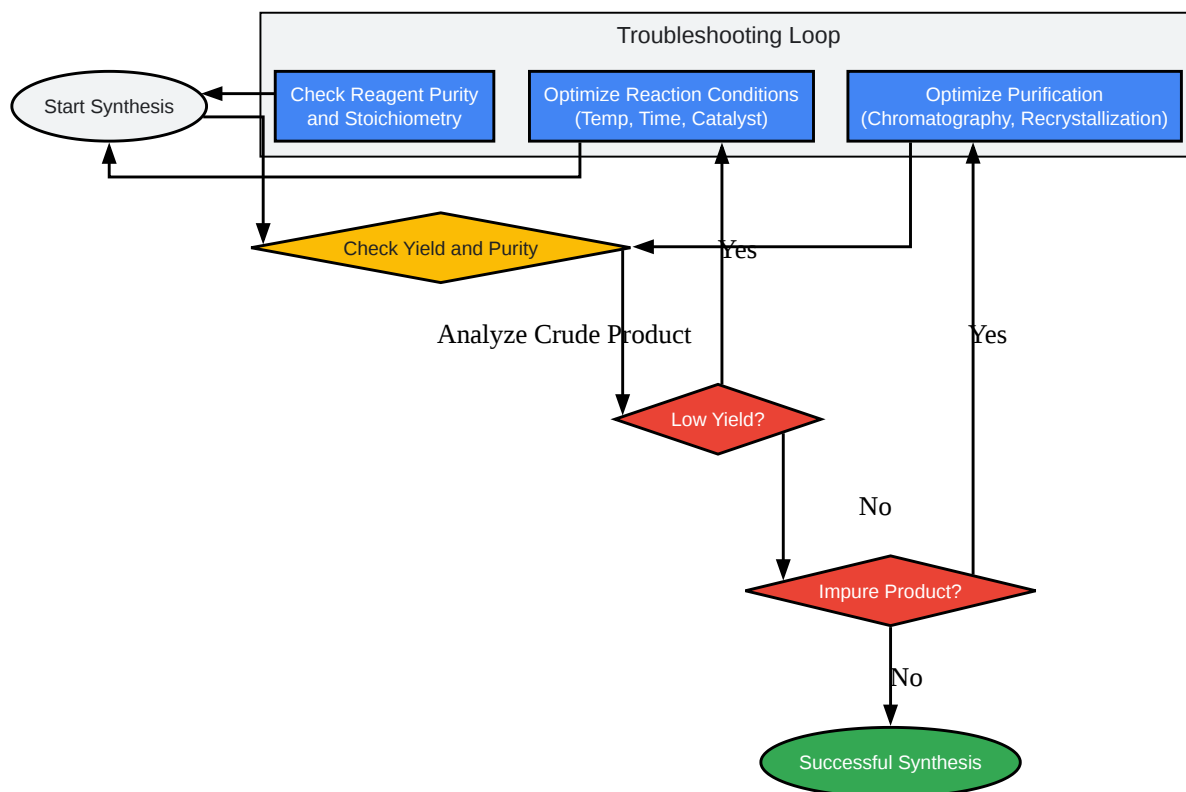 Troubleshooting Loop
Start Synthesis
Check Reagent Purity
and Stoichiometry
Optimize Reaction Conditions
(Temp, Time, Catalyst)
Optimize Purification
(Chromatography, Recrystallization)
Check Yield and Purity
Yes
Analyze Crude Product
Yes
Low Yield?
No
Impure Product?
No
Successful Synthesis